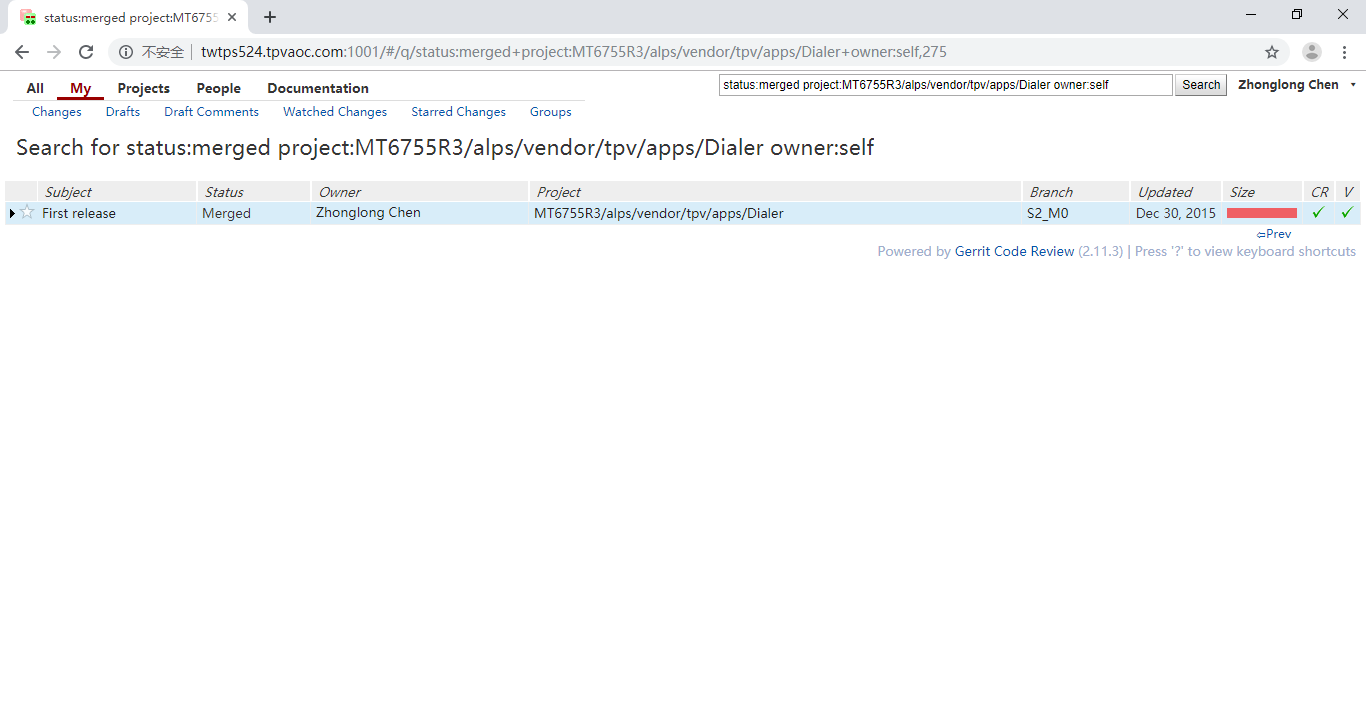 status:merged project:MT6755
不安全 twtps524.tpvaoc.com:1001/#/q/status:merged+project:MT6755R3/alps/vendor/tpv/apps/Dialer+owner:self,275
All My Projects People Documentation status:merged project:MT6755R3/alps/vendor/tpv/apps/Dialer owner:self Search Zhonglong Chen
Changes Drafts Draft Comments Watched Changes Starred Changes Groups
Search for status:merged project:MT6755R3/alps/vendor/tpv/apps/Dialer owner:self
Subject Status Owner Project Branch Updated Size CR V
First release Merged Zhonglong Chen MT6755R3/alps/vendor/tpv/apps/Dialer S2_M0 Dec 30, 2015
⇦Prev
Powered by Gerrit Code Review (2.11.3) | Press '?' to view keyboard shortcuts